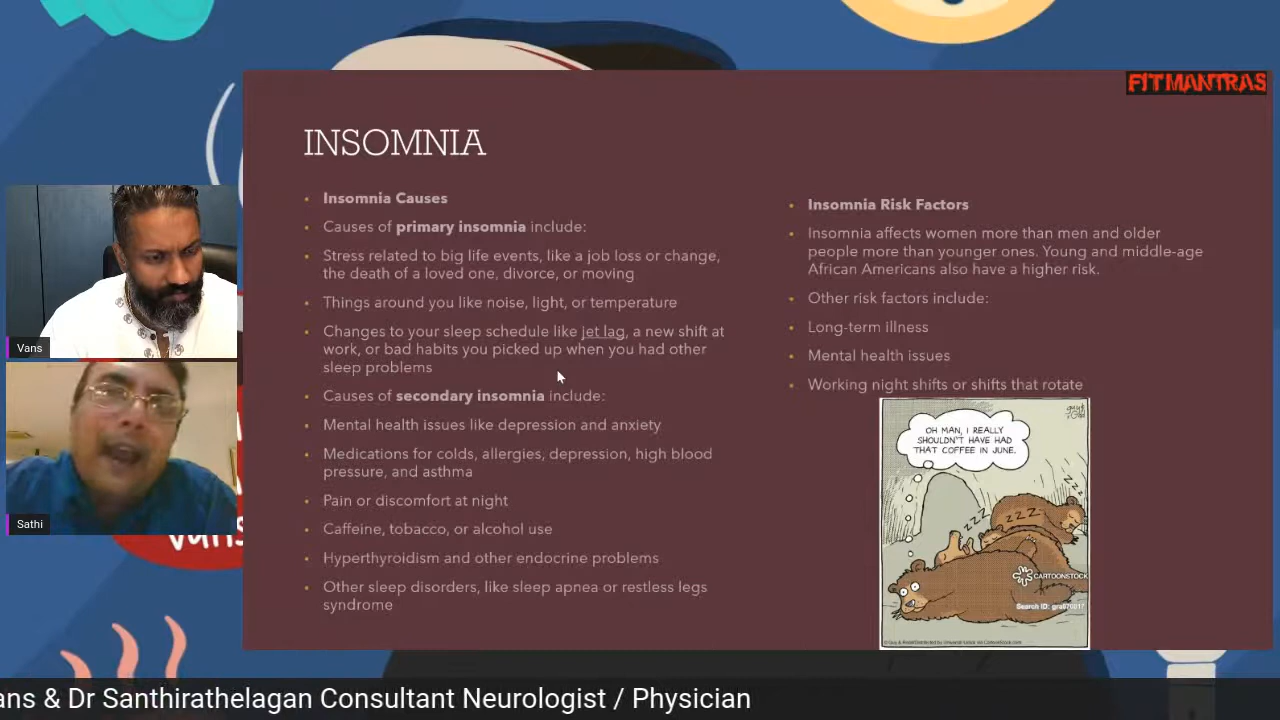 FITMANTRAS
INSOMNIA
Insomnia Causes
Causes of primary insomnia include:
Stress related to big life events, like a job loss or change,
the death of a loved one, divorce, or moving
Things around you like noise, light, or temperature
Changes to your sleep schedule like jet lag, a new shift at
work, or bad habits you picked up when you had other
sleep problems
Causes of secondary insomnia include:
Mental health issues like depression and anxiety
Medications for colds, allergies, depression, high blood
pressure, and asthma
Pain or discomfort at night
Caffeine, tobacco, or alcohol use
Hyperthyroidism and other endocrine problems
Other sleep disorders, like sleep apnea or restless legs
syndrome
Insomnia Risk Factors
Insomnia affects women more than men and older
people more than younger ones. Young and middle-age
African Americans also have a higher risk.
Other risk factors include:
Long-term illness
Mental health issues
Working night shifts or shifts that rotate
OH MAN, I REALLY
SHOULDN'T HAVE HAD
THAT COFFEE IN JUNE.
ZZZ
ZZZ
ZZZ
CARTOONSTOCK
Vans
Sathi
vans
ans & Dr Santhirathelagan Consultant Neurologist / Physician